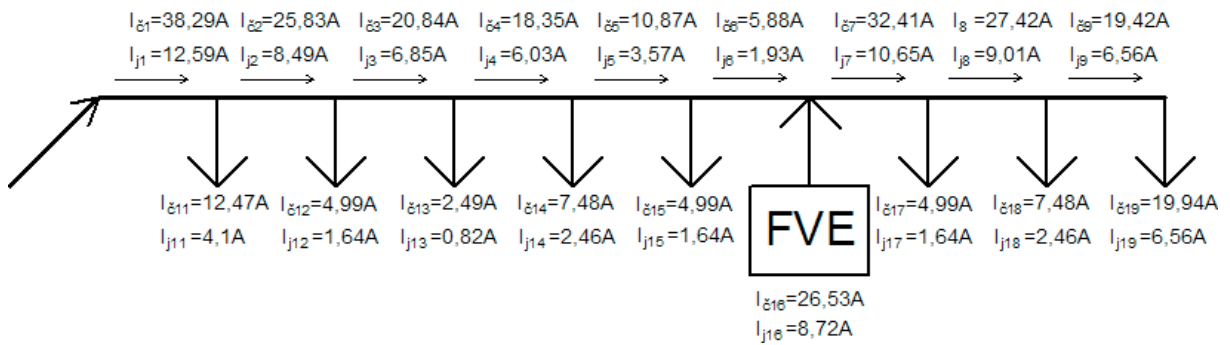 Ič1=38,29A Ič2=25,83A Ič3=20,84A Ič4=18,35A Ič5=10,87A Ič6=5,88A Ič7=32,41A I8=27,42A Ič9=19,42A
Ij1=12,59A Ij2=8,49A Ij3=6,85A Ij4=6,03A Ij5=3,57A Ij6=1,93A Ij7=10,65A Ij8=9,01A Ij9=6,56A
Ič11=12,47A Ič12=4,99A Ič13=2,49A Ič14=7,48A Ič15=4,99A Ič17=4,99A Ič18=7,48A Ič19=19,94A
Ij11=4,1A Ij12=1,64A Ij13=0,82A Ij14=2,46A Ij15=1,64A Ij17=1,64A Ij18=2,46A Ij19=6,56A
FVE
Ič16=26,53A
Ij16=8,72A